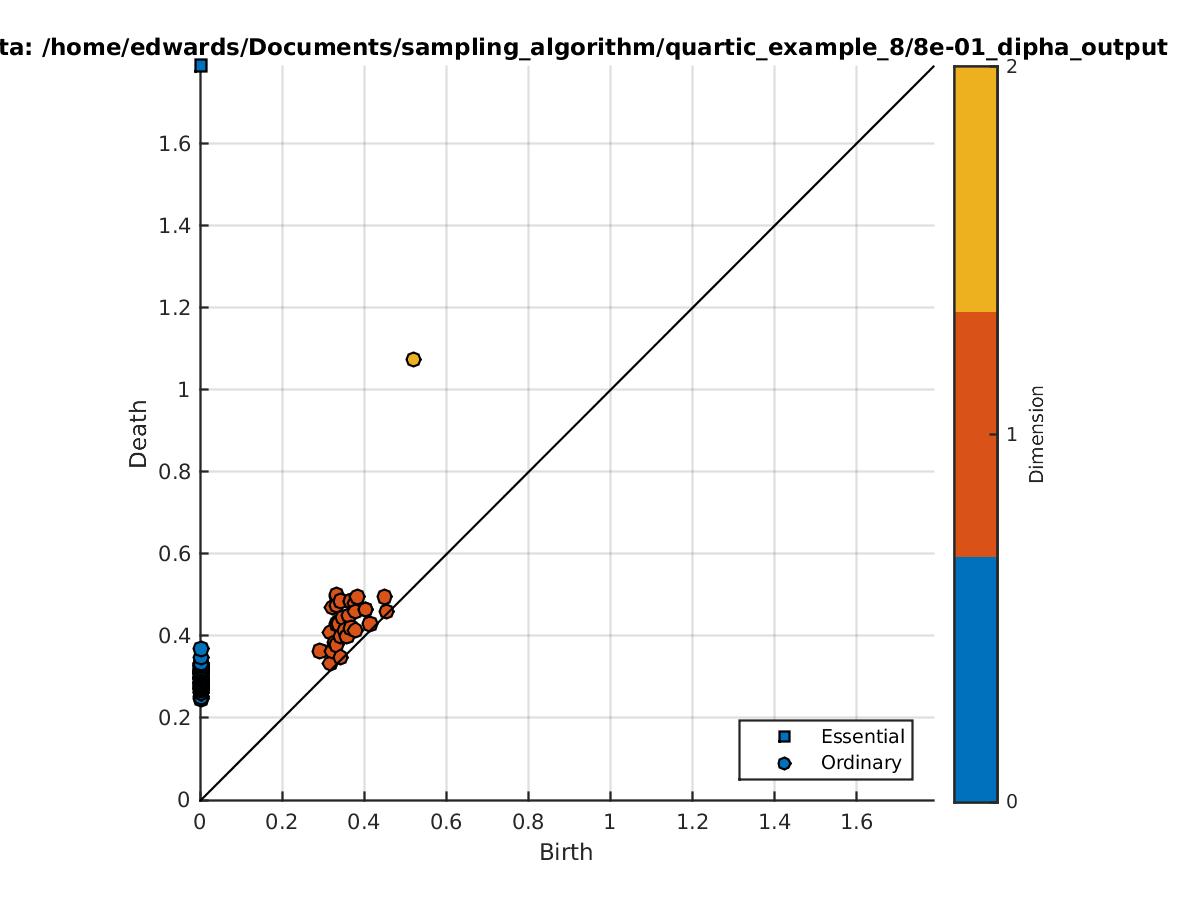 ta: /home/edwards/Documents/sampling_algorithm/quartic_example_8/8e-01_dipha_output
2
1.6
1.4
1.2
1
0.8
0.6
0.4
0.2
0
Death
1
Dimension
0
Essential
Ordinary
0 0.2 0.4 0.6 0.8 1 1.2 1.4 1.6
Birth